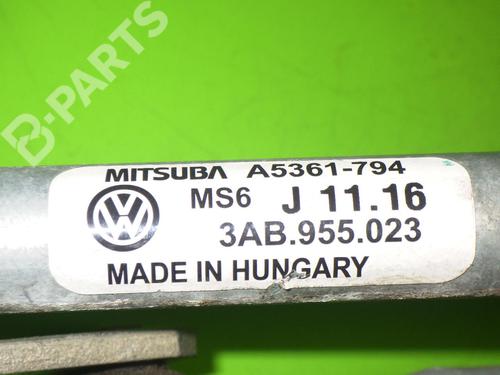 B-PARTS
MITSUBA A5361-794
MS6 J 11.16
3AB.955.023
MADE IN HUNGARY